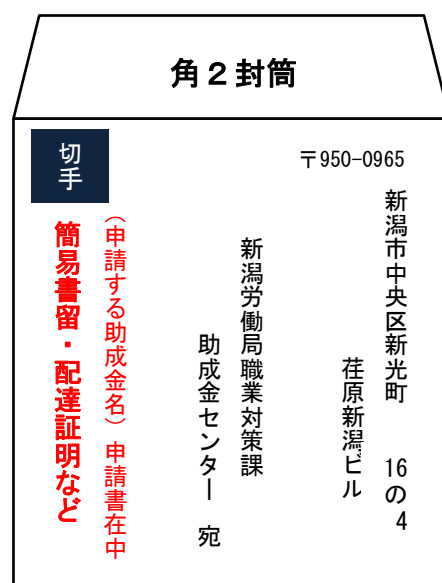 角２封筒
切手
〒950-0965
新潟市中央区新光町　16の4
荏原新潟ビル
新潟労働局職業対策課
助成金センター　宛
（申請する助成金名）申請書在中
簡易書留・配達証明など